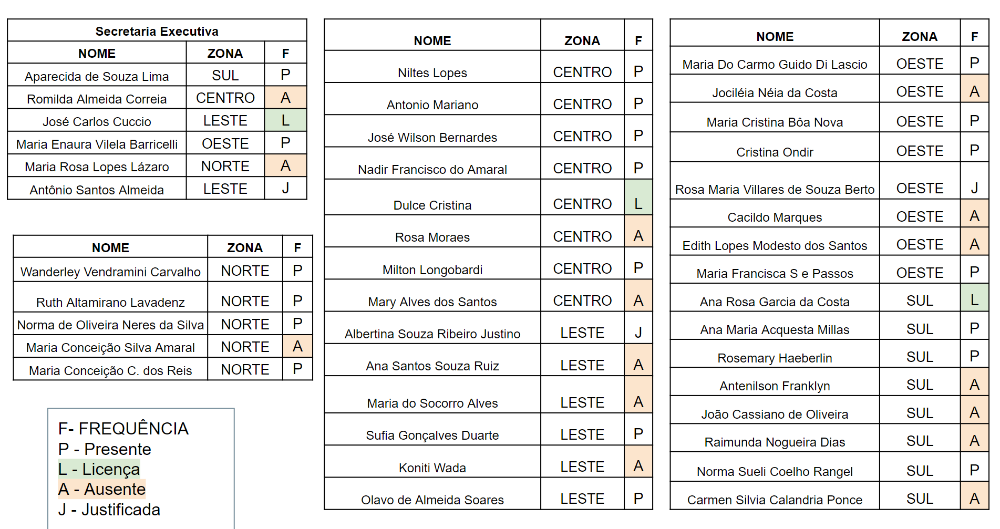 Secretaria Executiva
NOME ZONA F
Aparecida de Souza Lima SUL P
Romilda Almeida Correia CENTRO A
José Carlos Cuccio LESTE L
Maria Enaura Vilela Barricelli OESTE P
Maria Rosa Lopes Lázaro NORTE A
Antônio Santos Almeida LESTE J
NOME ZONA F
Wanderley Vendramini Carvalho NORTE P
Ruth Altamirano Lavadenz NORTE P
Norma de Oliveira Neres da Silva NORTE P
Maria Conceição Silva Amaral NORTE A
Maria Conceição C. dos Reis NORTE P
F- FREQUÊNCIA
P - Presente
L - Licença
A - Ausente
J - Justificada
NOME ZONA F
Niltes Lopes CENTRO P
Antonio Mariano CENTRO P
José Wilson Bernardes CENTRO P
Nadir Francisco do Amaral CENTRO P
Dulce Cristina CENTRO L
Rosa Moraes CENTRO A
Milton Longobardi CENTRO P
Mary Alves dos Santos CENTRO A
Albertina Souza Ribeiro Justino LESTE J
Ana Santos Souza Ruiz LESTE A
Maria do Socorro Alves LESTE A
Sufia Gonçalves Duarte LESTE P
Koniti Wada LESTE A
Olavo de Almeida Soares LESTE P
NOME ZONA F
Maria Do Carmo Guido Di Lascio OESTE P
Jociléia Néia da Costa OESTE A
Maria Cristina Bôa Nova OESTE P
Cristina Ondir OESTE P
Rosa Maria Villares de Souza Berto OESTE J
Cacildo Marques OESTE A
Edith Lopes Modesto dos Santos OESTE A
Maria Francisca S e Passos OESTE P
Ana Rosa Garcia da Costa SUL L
Ana Maria Acquesta Millas SUL P
Rosemary Haeberlin SUL P
Antenilson Franklyn SUL A
João Cassiano de Oliveira SUL A
Raimunda Nogueira Dias SUL A
Norma Sueli Coelho Rangel SUL P
Carmen Silvia Calandria Ponce SUL A